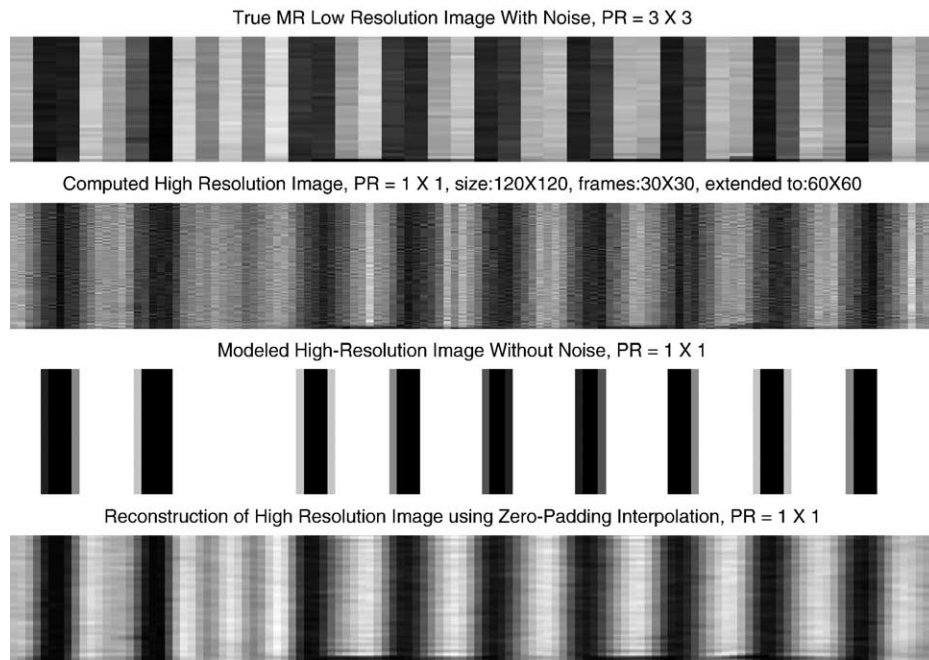 True MR Low Resolution Image With Noise, PR = 3 X 3
Computed High Resolution Image, PR = 1 X 1, size:120X120, frames:30X30, extended to:60X60
Modeled High-Resolution Image Without Noise, PR = 1 X 1
Reconstruction of High Resolution Image using Zero-Padding Interpolation, PR = 1 X 1